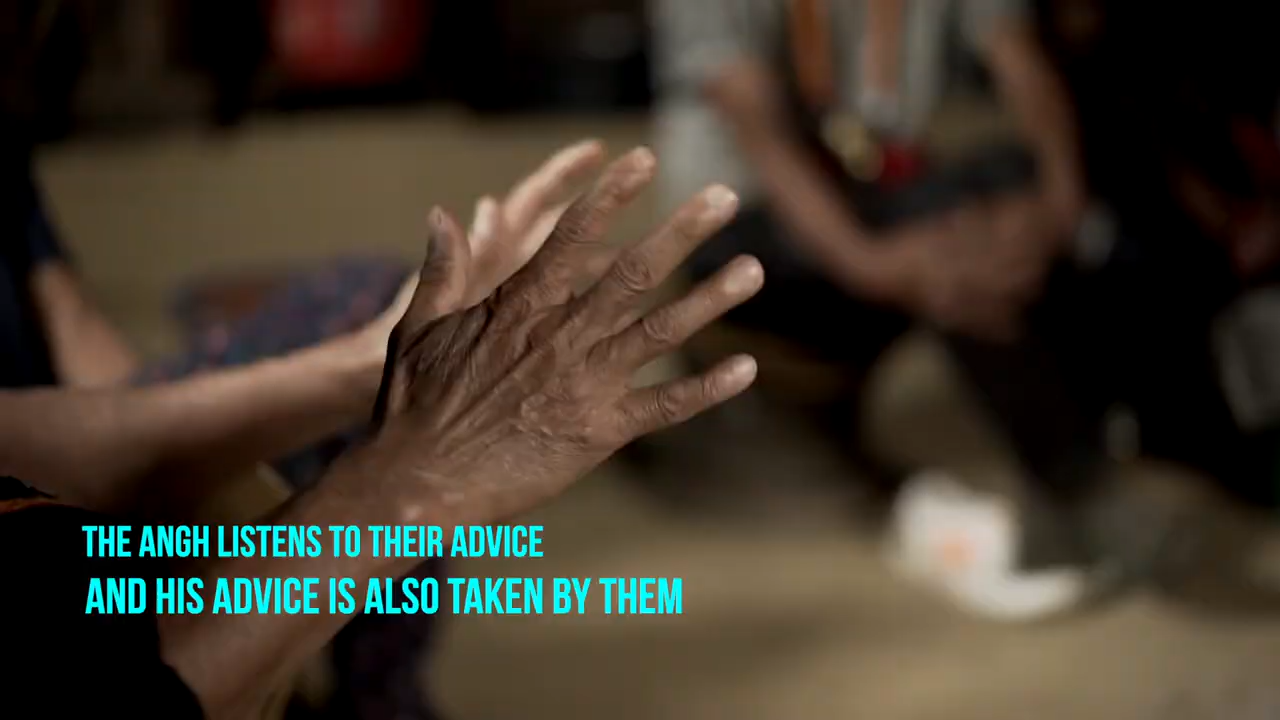 THE ANGH LISTENS TO THEIR ADVICE
AND HIS ADVICE IS ALSO TAKEN BY THEM